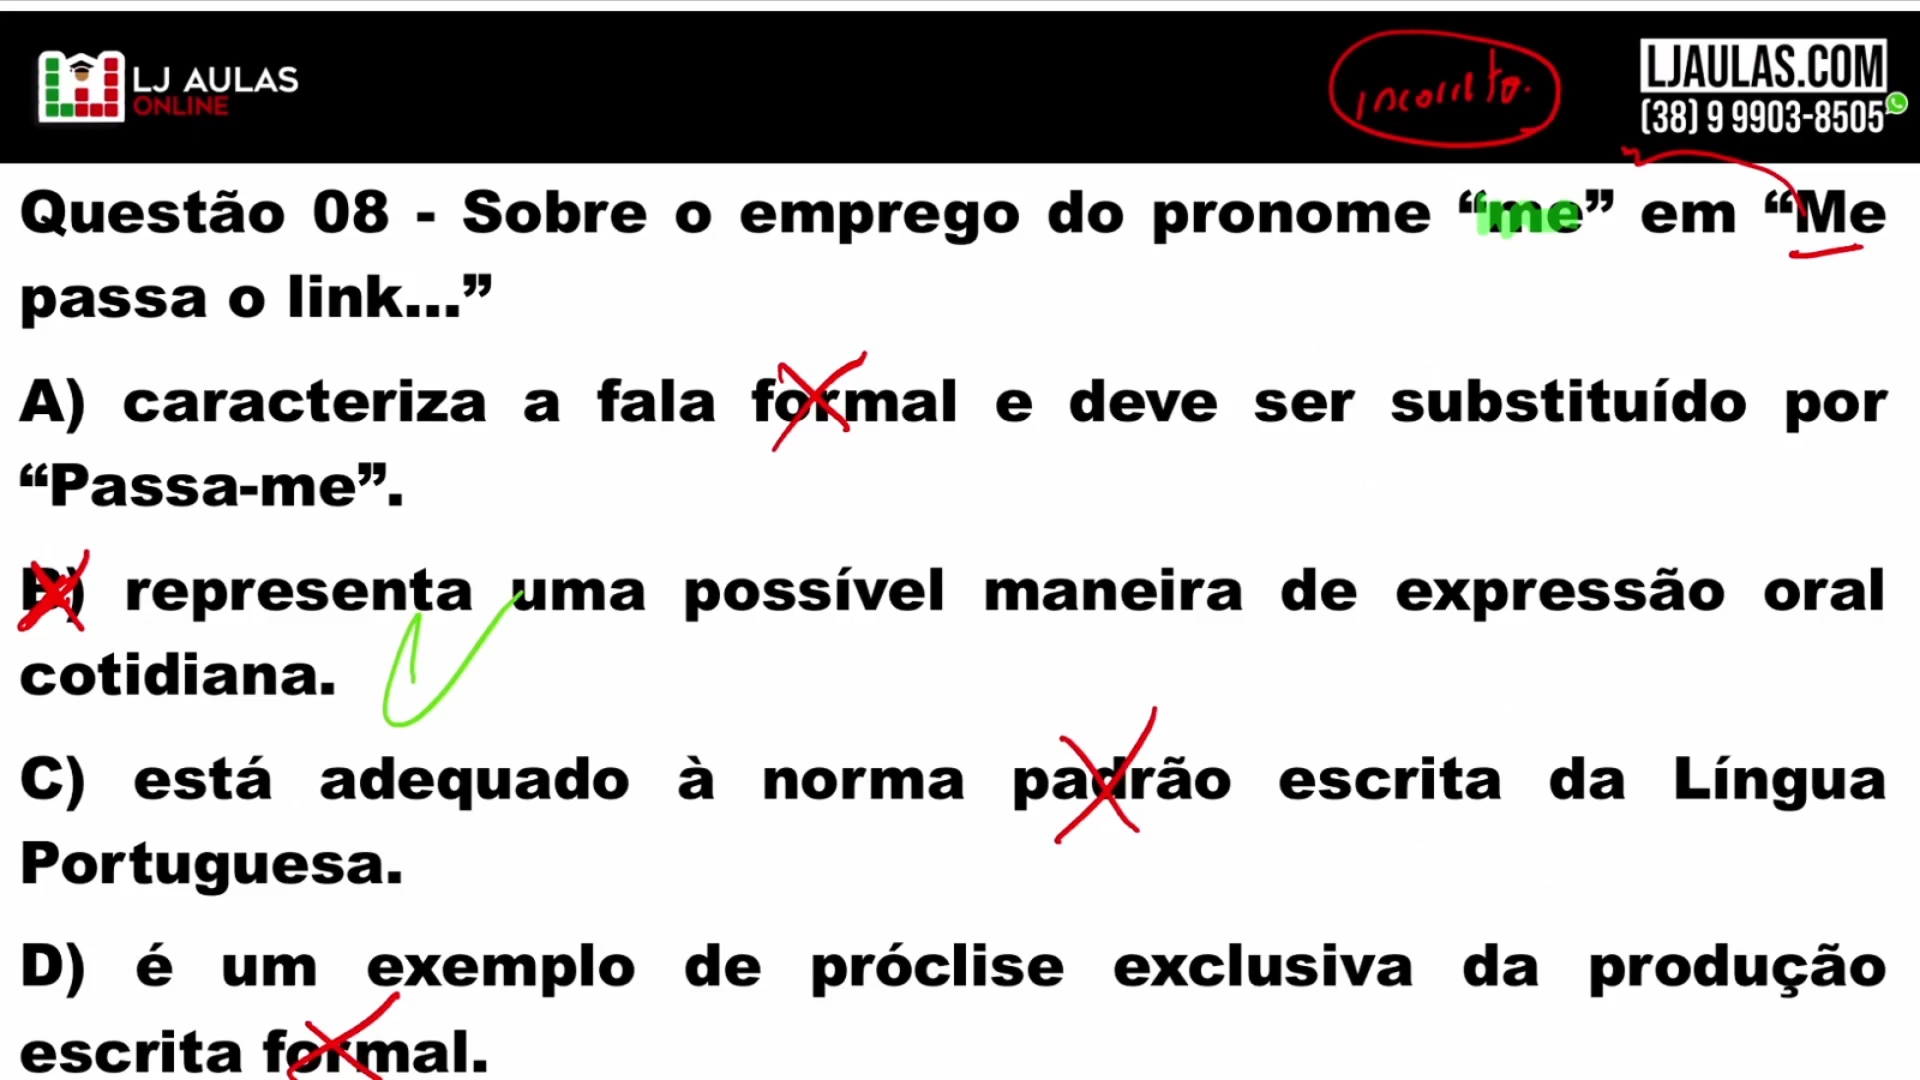 LJ AULAS
ONLINE
incorreto.
LJAULAS.COM
(38) 9 9903-8505
Questão 08 - Sobre o emprego do pronome “me” em “Me
passa o link...”
A) caracteriza a fala formal e deve ser substituído por
“Passa-me”.
B) representa uma possível maneira de expressão oral
cotidiana.
C) está adequado à norma padrão escrita da Língua
Portuguesa.
D) é um exemplo de próclise exclusiva da produção
escrita formal.